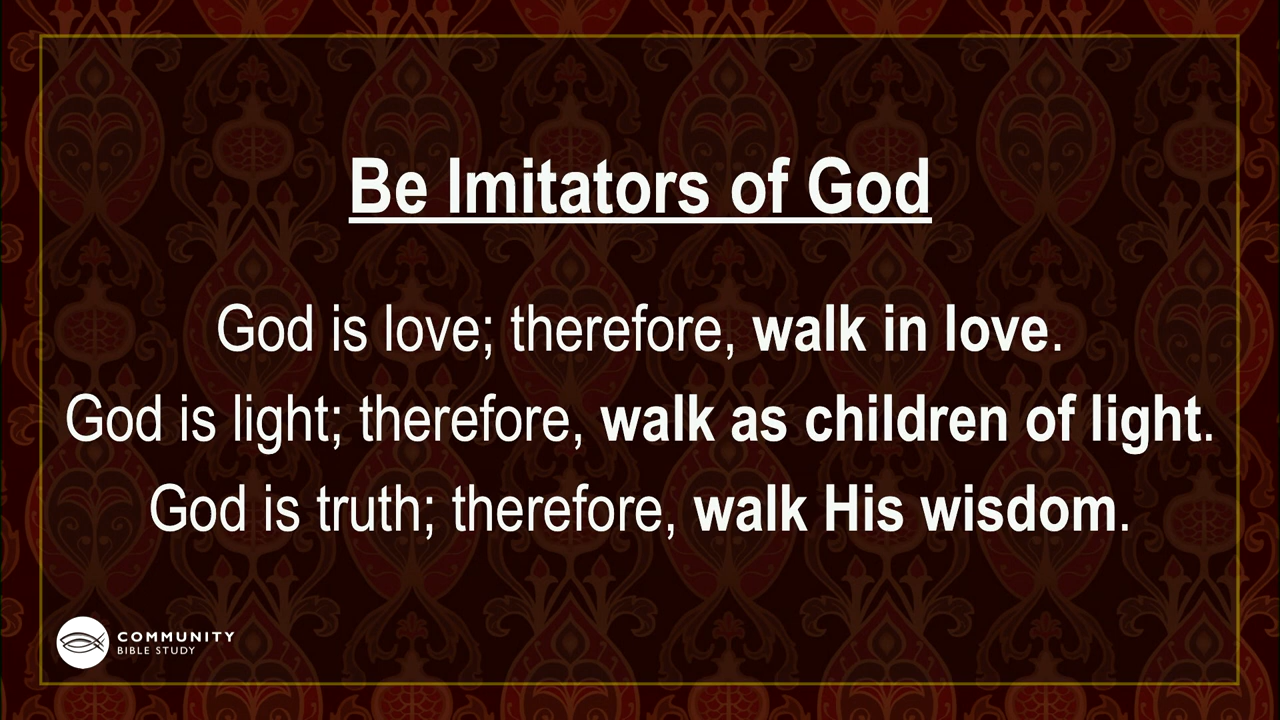 Be Imitators of God
God is love; therefore, walk in love.
God is light; therefore, walk as children of light.
God is truth; therefore, walk His wisdom.
COMMUNITY
BIBLE STUDY